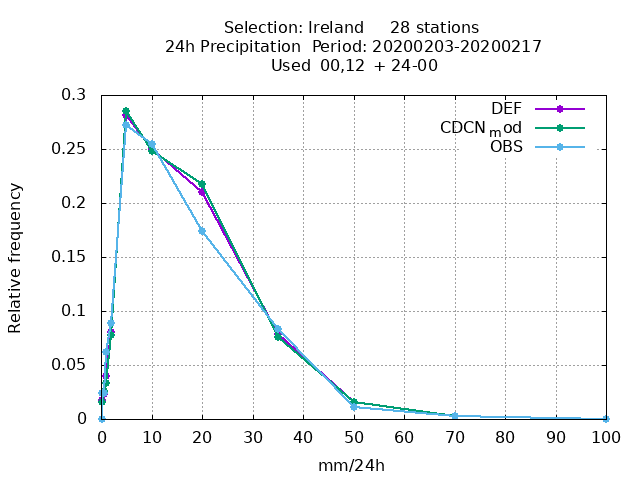 Selection: Ireland 28 stations
24h Precipitation Period: 20200203-20200217
Used 00,12 + 24-00
0.3
0.25
0.2
0.15
0.1
0.05
0
Relative frequency
DEF
CDCN_mod
OBS
0 10 20 30 40 50 60 70 80 90 100
mm/24h